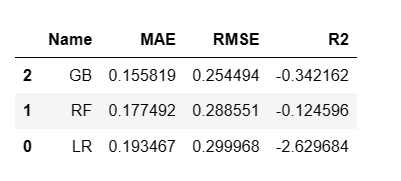 Name MAE RMSE R2
2 GB 0.155819 0.254494 -0.342162
1 RF 0.177492 0.288551 -0.124596
0 LR 0.193467 0.299968 -2.629684